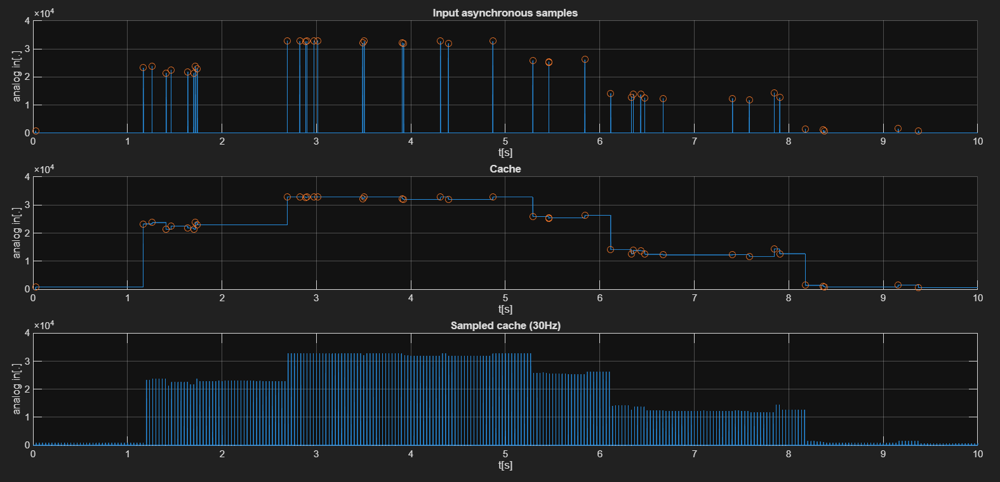 Input asynchronous samples
×10⁴
4
3
2
1
0
analog in[.]
0 1 2 3 4 5 6 7 8 9 10
t[s]
Cache
×10⁴
4
3
2
1
0
analog in[.]
0 1 2 3 4 5 6 7 8 9 10
t[s]
Sampled cache (30Hz)
×10⁴
4
3
2
1
0
analog in[.]
0 1 2 3 4 5 6 7 8 9 10
t[s]